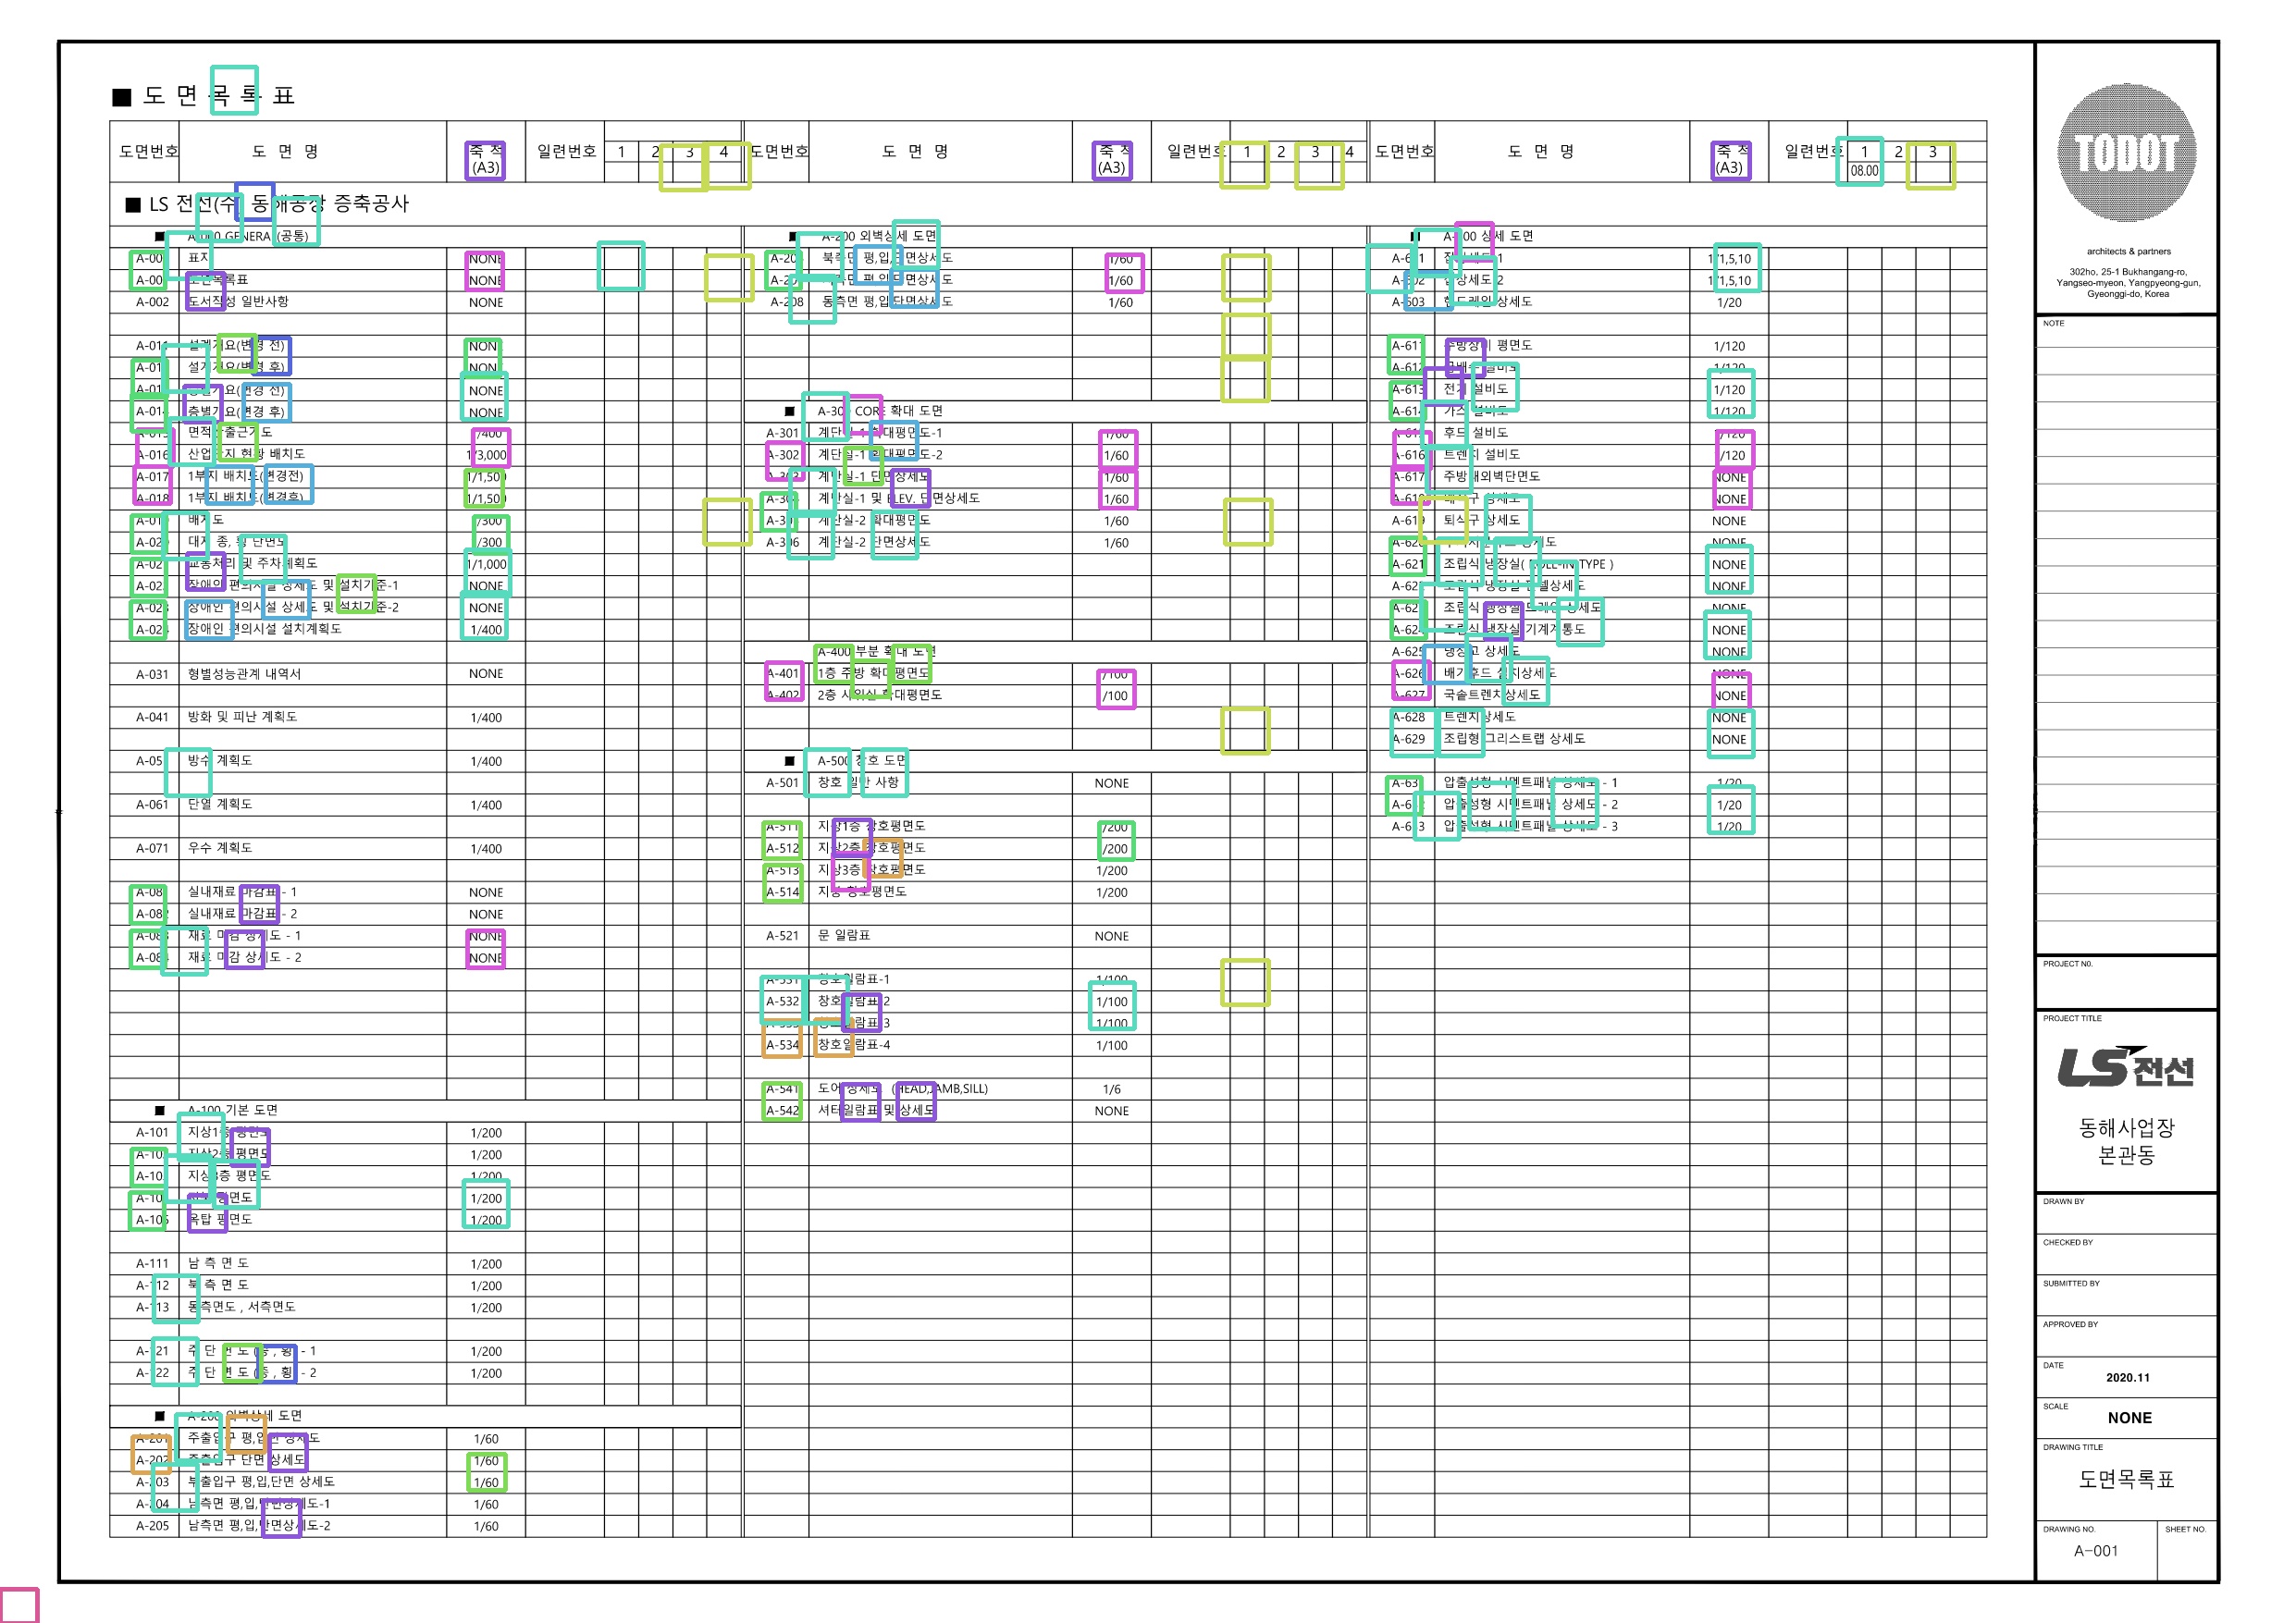 ■ 도 면 목 록 표
도면번호 도 면 명 축 척 (A3) 일련번호 1 2 3 4
■ LS 전선(주) 동해공장 증축공사
■ A-000 GENERAL(공통)
표지 NONE
도면목록표 NONE
A-002 도서작성 일반사항 NONE
A-011 설계개요(변경 전) NONE
설계개요(변경 후) NONE
층별개요(변경 전) NONE
A-014 층별개요(변경 후) NONE
A-015 면적산출근거도 1/400
A-016 산업단지 현황 배치도 1/3,000
A-017 1부지 배치도(변경전) 1/1,500
A-018 1부지 배치도(변경후) 1/1,500
배치도 1/300
대지 종, 횡 단면도 1/300
교통처리 및 주차계획도 1/1,000
장애인 편의시설 상세도 및 설치기준-1 NONE
A-023 장애인 편의시설 상세도 및 설치기준-2 NONE
장애인 편의시설 설치계획도 1/400
A-031 형별성능관계 내역서 NONE
A-041 방화 및 피난 계획도 1/400
방수 계획도 1/400
A-061 단열 계획도 1/400
A-071 우수 계획도 1/400
실내재료 마감표 - 1 NONE
A-082 실내재료 마감표 - 2 NONE
A-083 재료 마감 상세도 - 1 NONE
A-084 재료 마감 상세도 - 2 NONE
■ A-100 기본 도면
A-101 지상1층 평면도 1/200
지상2층 평면도 1/200
지상3층 평면도 1/200
평면도 1/200
A-105 옥탑 평면도 1/200
A-111 남 측 면 도 1/200
A-112 북 측 면 도 1/200
A-113 동측면도 , 서측면도 1/200
A-121 주 단 면 도 (종 , 횡) - 1 1/200
A-122 주 단 면 도 (종 , 횡) - 2 1/200
■ A-200 외벽상세 도면
A-201 주출입구 평,입면 상세도 1/60
A-202 주출입구 단면 상세도 1/60
A-203 부출입구 평,입,단면 상세도 1/60
A-204 남측면 평,입,단면상세도-1 1/60
A-205 남측면 평,입,단면상세도-2 1/60
도면번호 도 면 명 축 척 (A3) 일련번호 1 2 3 4
■ A-200 외벽상세 도면
북측면 평,입,단면상세도 1/60
평,입,단면상세도 1/60
A-208 동측면 평,입,단면상세도 1/60
■ A-300 CORE 확대 도면
A-301 계단실-1 확대평면도-1 1/60
A-302 계단실-1 확대평면도-2 1/60
A-303 계단실-1 단면상세도 1/60
A-304 계단실-1 및 ELEV. 단면상세도 1/60
계단실-2 확대평면도 1/60
A-306 계단실-2 단면상세도 1/60
A-400 부분 확대 도면
A-401 1층 주방 확대평면도 1/100
A-402 2층 샤워실 확대평면도 1/100
■ A-500 창호 도면
A-501 창호 일반 사항 NONE
A-511 지상1층 창호평면도 1/200
A-512 지상2층 창호평면도 1/200
A-513 지상3층 창호평면도 1/200
A-514 지붕 창호평면도 1/200
A-521 문 일람표 NONE
A-531 창호일람표-1 1/100
A-532 창호일람표-2 1/100
A-533 창호일람표-3 1/100
A-534 창호일람표-4 1/100
A-541 도어 상세도 (HEAD,JAMB,SILL) 1/6
A-542 셔터일람표 및 상세도 NONE
도면번호 도 면 명 축 척 (A3) 일련번호 1 2 3
08.00
■ A-600 상세 도면
A-601 1/1,5,10
A-602 1/1,5,10
A-603 핸드레일 상세도 1/20
A-611 주방장비 평면도 1/120
A-612 급배수 설비도 1/120
A-613 전기 설비도 1/120
A-614 가스 설비도 1/120
A-615 후드 설비도 1/120
A-616 트렌치 설비도 1/120
A-617 주방 내외벽단면도 NONE
A-618 배식구 상세도 NONE
A-619 퇴식구 상세도 NONE
A-620 NONE
A-621 조립식 냉장실( ROLL-IN TYPE ) NONE
조립식 냉장실 판넬상세도 NONE
조립식 냉장실 드레인 상세도 NONE
A-624 조립식 냉장실 기계계통도 NONE
A-625 냉장고 상세도 NONE
A-626 배기후드 설치상세도 NONE
A-627 국솥트렌치상세도 NONE
A-628 트렌치상세도 NONE
A-629 조립형 그리스트랩 상세도 NONE
압출성형 시멘트패널 상세도 - 1 1/20
압출성형 시멘트패널 상세도 - 2 1/20
A-633 압출성형 시멘트패널 상세도 - 3 1/20
TODOT
architects & partners
302ho, 25-1 Bukhangang-ro,
Yangseo-myeon, Yangpyeong-gun,
Gyeonggi-do, Korea
NOTE
PROJECT N0.
PROJECT TITLE
LS전선
동해사업장
본관동
DRAWN BY
CHECKED BY
SUBMITTED BY
APPROVED BY
DATE
2020.11
SCALE
NONE
DRAWING TITLE
도면목록표
DRAWING NO. SHEET NO.
A-001